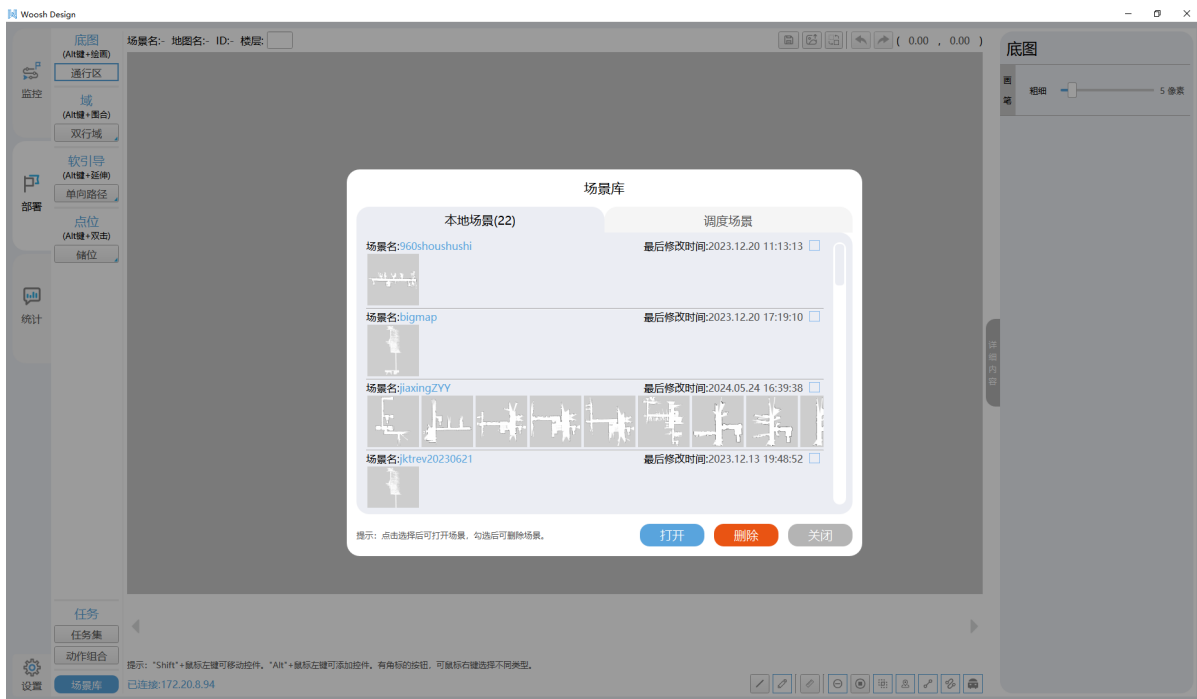 Woosh Design
底图
(Alt键+绘画)
通行区
域
(Alt键+围合)
双行域
软引导
(Alt键+延伸)
单向路径
点位
(Alt键+双击)
储位
监控
部署
统计
设置
任务
任务集
动作组合
场景库
场景名:- 地图名:- ID:- 楼层:
( 0.00 , 0.00 )
场景库
本地场景(22)
调度场景
场景名:960shoushushi 最后修改时间:2023.12.20 11:13:13
场景名:bigmap 最后修改时间:2023.12.20 17:19:10
场景名:jiaxingZYY 最后修改时间:2024.05.24 16:39:38
场景名:jktrev20230621 最后修改时间:2023.12.13 19:48:52
提示：点击选择后可打开场景，勾选后可删除场景。
打开
删除
关闭
提示："Shift"+鼠标左键可移动控件。"Alt"+鼠标左键可添加控件。有角标的按钮，可鼠标右键选择不同类型。
已连接:172.20.8.94
详细内容
底图
画笔
粗细
5 像素